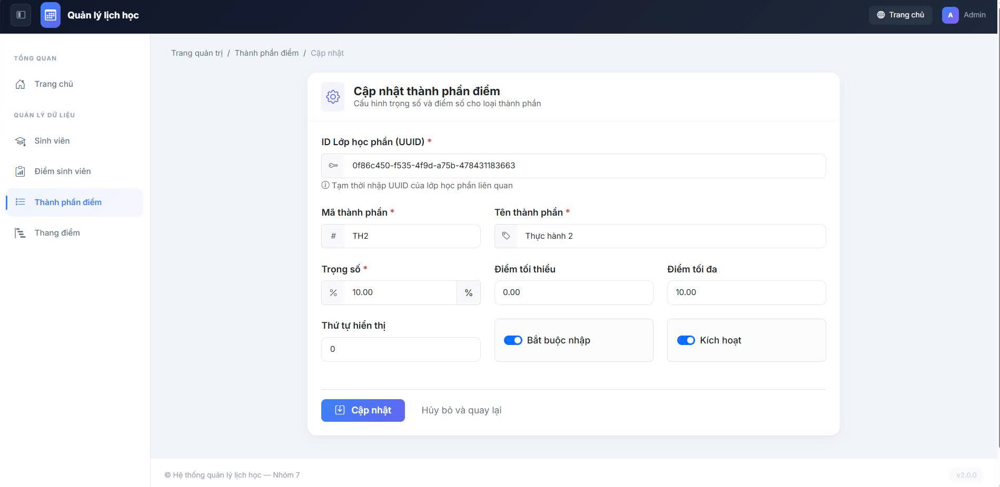 Quản lý lịch học
Trang chủ
A Admin
TỔNG QUAN
Trang chủ
QUẢN LÝ DỮ LIỆU
Sinh viên
Điểm sinh viên
Thành phần điểm
Thang điểm
Trang quản trị / Thành phần điểm / Cập nhật
Cập nhật thành phần điểm
Cấu hình trọng số và điểm số cho loại thành phần
ID Lớp học phần (UUID) *
0f86c450-f535-4f9d-a75b-478431183663
Tạm thời nhập UUID của lớp học phần liên quan
Mã thành phần * Tên thành phần *
# TH2 Thực hành 2
Trọng số * Điểm tối thiểu Điểm tối đa
% 10.00 % 0.00 10.00
Thứ tự hiển thị
0 Bắt buộc nhập Kích hoạt
Cập nhật Hủy bỏ và quay lại
© Hệ thống quản lý lịch học — Nhóm 7 v2.0.0